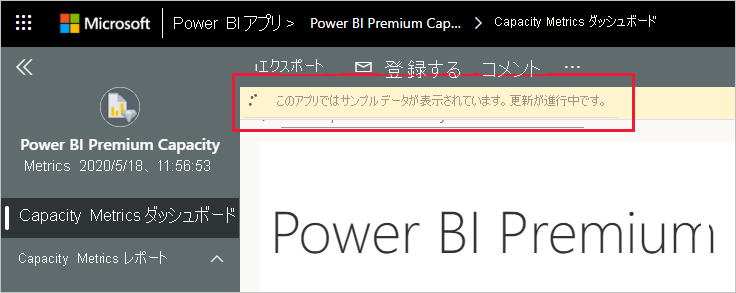 Microsoft Power BI アプリ > Power BI Premium Cap... > Capacity Metrics ダッシュボード
エクスポート 登録する コメント ...
このアプリではサンプル データが表示されています。更新が進行中です。
Power BI Premium Capacity
Metrics 2020/5/18、11:56:53
Capacity Metrics ダッシュボード
Capacity Metrics レポート
Power BI Premium